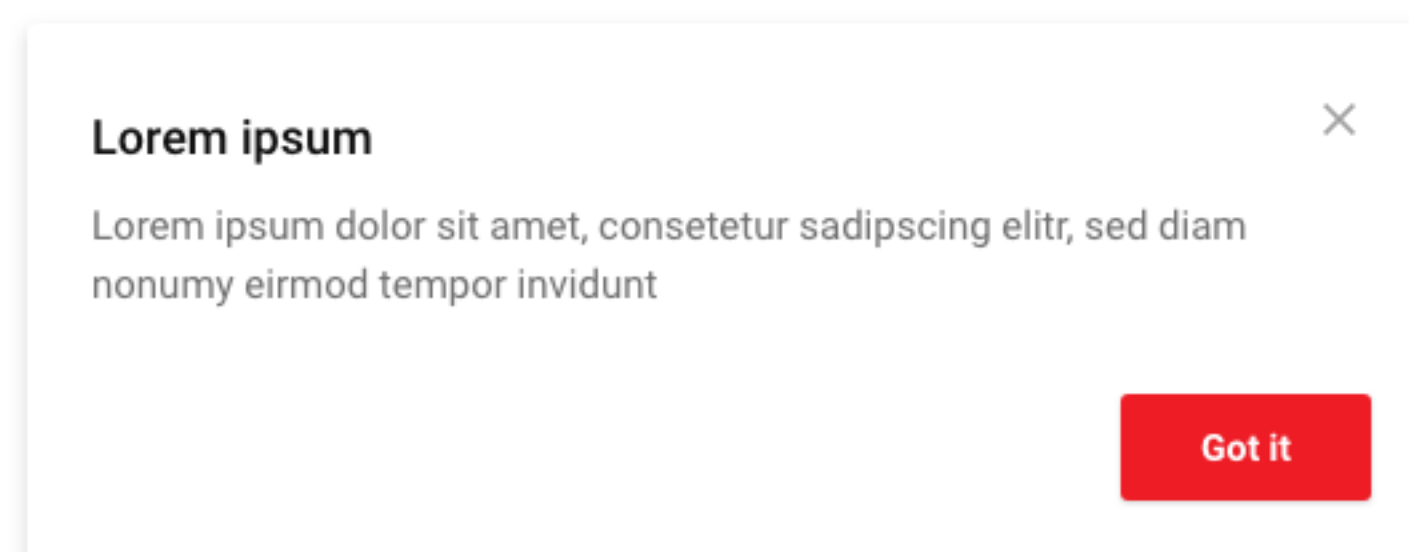 Lorem ipsum
Lorem ipsum dolor sit amet, consetetur sadipscing elitr, sed diam
nonumy eirmod tempor invidunt
Got it